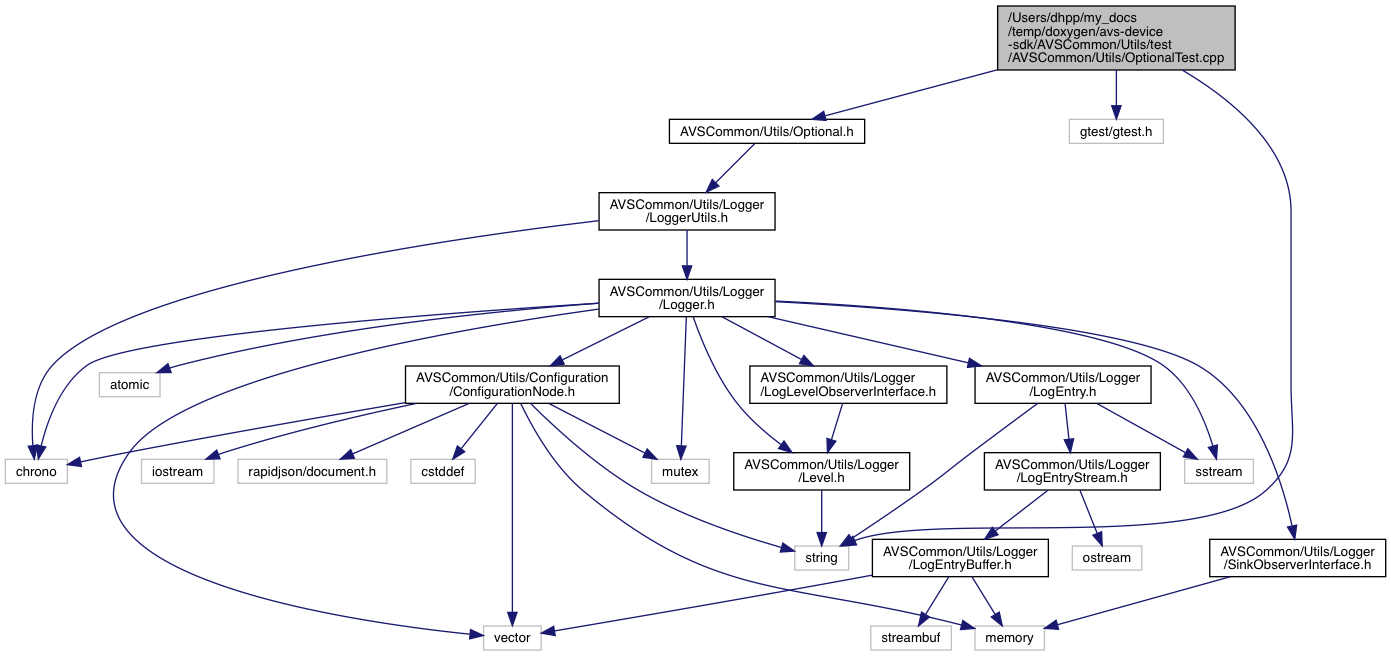 /Users/dhpp/my_docs
/temp/doxygen/avs-device
-sdk/AVSCommon/Utils/test
/AVSCommon/Utils/OptionalTest.cpp
AVSCommon/Utils/Optional.h
gtest/gtest.h
AVSCommon/Utils/Logger
/LoggerUtils.h
AVSCommon/Utils/Logger
/Logger.h
atomic
AVSCommon/Utils/Configuration
/ConfigurationNode.h
AVSCommon/Utils/Logger
/LogLevelObserverInterface.h
AVSCommon/Utils/Logger
/LogEntry.h
chrono
iostream
rapidjson/document.h
cstddef
mutex
AVSCommon/Utils/Logger
/Level.h
AVSCommon/Utils/Logger
/LogEntryStream.h
sstream
string
AVSCommon/Utils/Logger
/LogEntryBuffer.h
ostream
AVSCommon/Utils/Logger
/SinkObserverInterface.h
vector
streambuf
memory